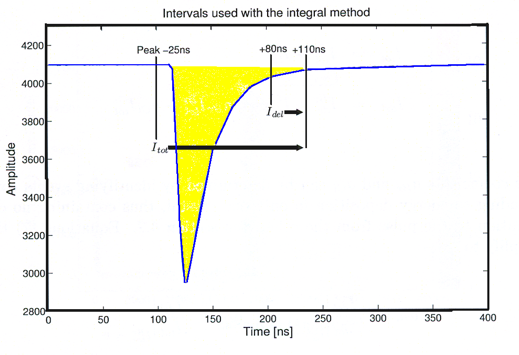 Intervals used with the integral method
Peak −25ns
+80ns +110ns
I_del
I_tot
Amplitude
4200
4000
3800
3600
3400
3200
3000
2800
0 50 100 150 200 250 300 350 400
Time [ns]